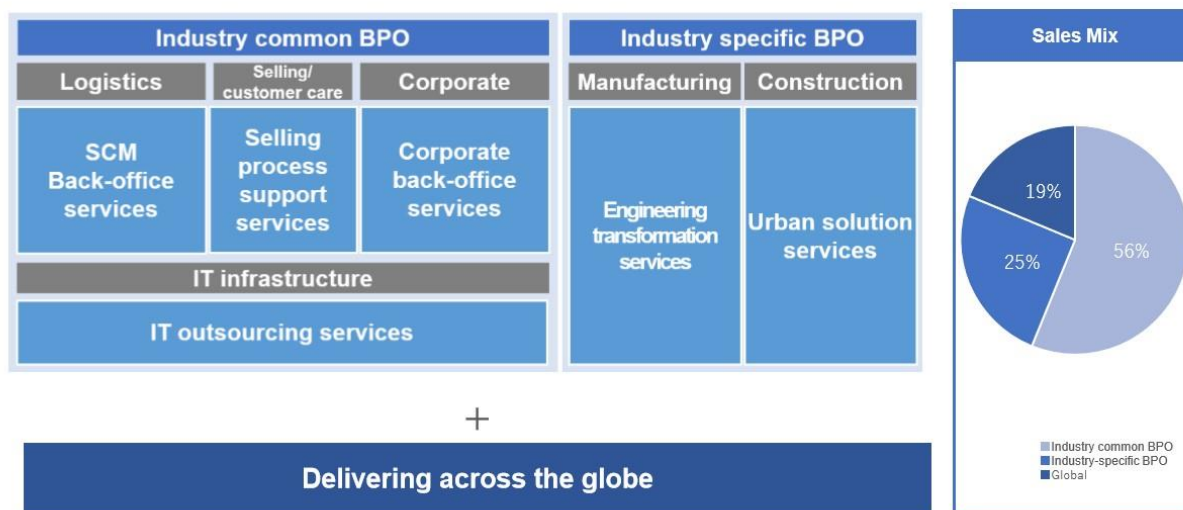 Industry common BPO
Logistics
Selling/
customer care
Corporate
SCM
Back-office
services
Selling
process
support
services
Corporate
back-office
services
IT infrastructure
IT outsourcing services
Industry specific BPO
Manufacturing
Construction
Engineering
transformation
services
Urban solution
services
+
Delivering across the globe
Sales Mix
19%
56%
25%
Industry common BPO
Industry-specific BPO
Global